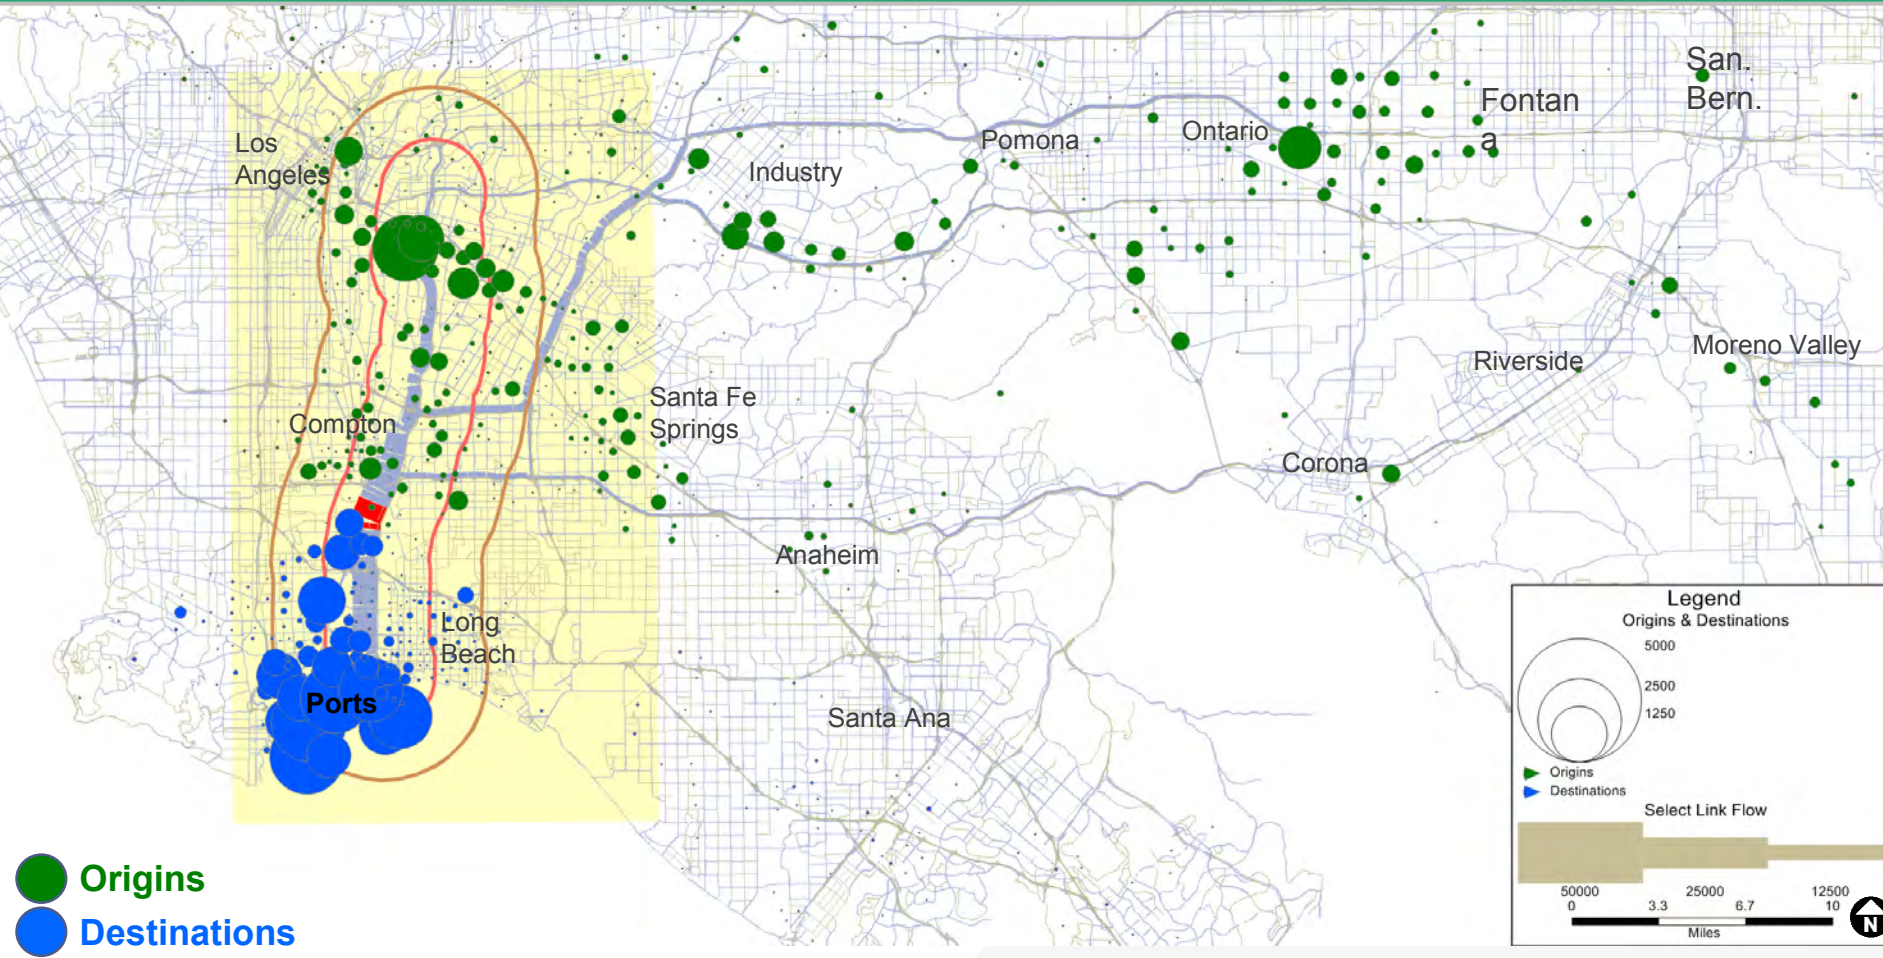 San.
Bern.
Fontan
a
Los
Angeles
Ontario
Pomona
Industry
Moreno Valley
Riverside
Santa Fe
Springs
Compton
Corona
Anaheim
Long
Beach
Ports
Santa Ana
Legend
Origins & Destinations
5000
2500
1250
Origins
Destinations
Select Link Flow
50000 25000 12500
0 3.3 6.7 10
Miles
N
Origins
Destinations